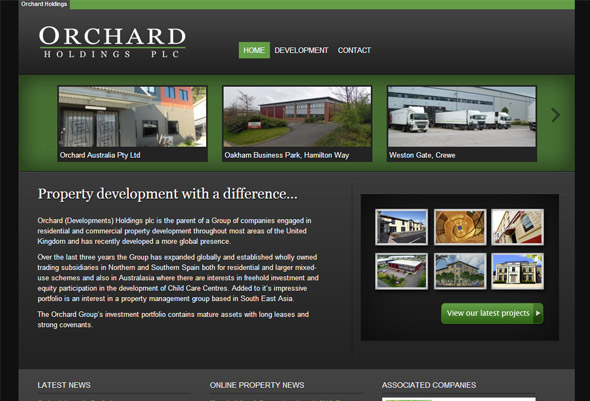 Orchard Holdings
ORCHARD
HOLDINGS PLC
HOME DEVELOPMENT CONTACT
Orchard Australia Pty Ltd
Oakham Business Park, Hamilton Way
Weston Gate, Crewe
Property development with a difference...
Orchard (Developments) Holdings plc is the parent of a Group of companies engaged in
residential and commercial property development throughout most areas of the United
Kingdom and has recently developed a more global presence.
Over the last three years the Group has expanded globally and established wholly owned
trading subsidiaries in Northern and Southern Spain both for residential and larger mixed-
use schemes and also in Australasia where there are interests in freehold investment and
equity participation in the development of Child Care Centres. Added to it's impressive
portfolio is an interest in a property management group based in South East Asia.
The Orchard Group's investment portfolio contains mature assets with long leases and
strong covenants.
View our latest projects
LATEST NEWS
ONLINE PROPERTY NEWS
ASSOCIATED COMPANIES